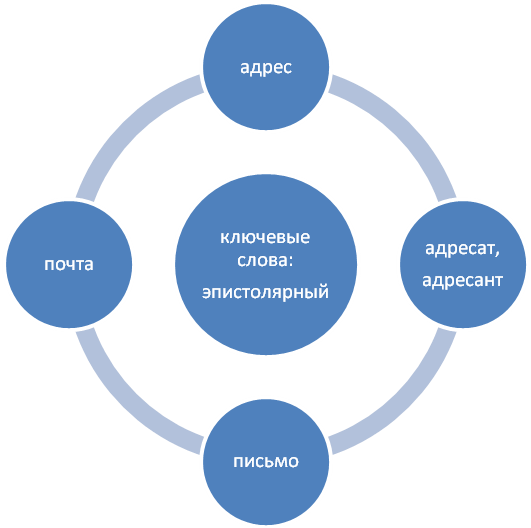 адрес
ключевые
слова:
эпистолярный
адресат,
адресант
почта
письмо